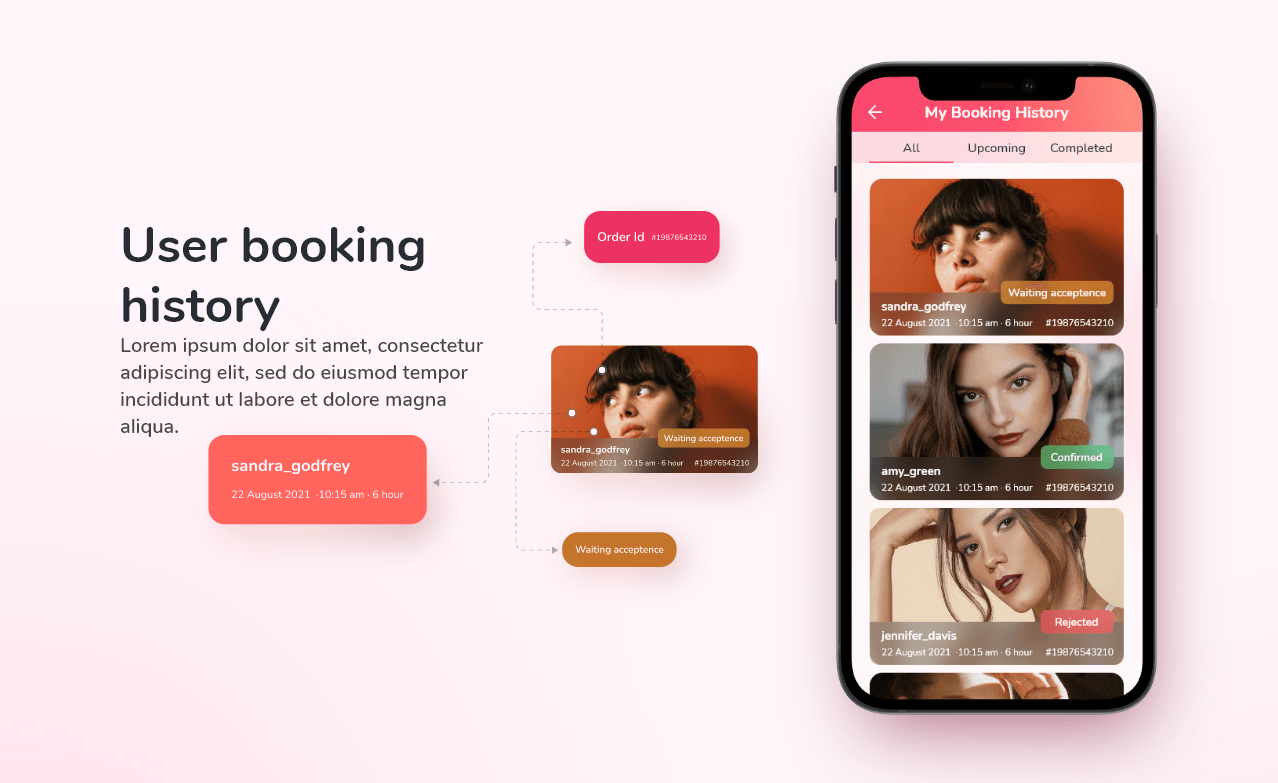 User booking
history
Lorem ipsum dolor sit amet, consectetur
adipiscing elit, sed do eiusmod tempor
incididunt ut labore et dolore magna
aliqua.
sandra_godfrey
22 August 2021 ·10:15 am · 6 hour
Order Id #19876543210
Waiting acceptence
sandra_godfrey
22 August 2021 ·10:15 am · 6 hour #19876543210
Waiting acceptence
My Booking History
All Upcoming Completed
Waiting acceptence
sandra_godfrey
22 August 2021 ·10:15 am · 6 hour #19876543210
Confirmed
amy_green
22 August 2021 ·10:15 am · 6 hour #19876543210
Rejected
jennifer_davis
22 August 2021 ·10:15 am · 6 hour #19876543210